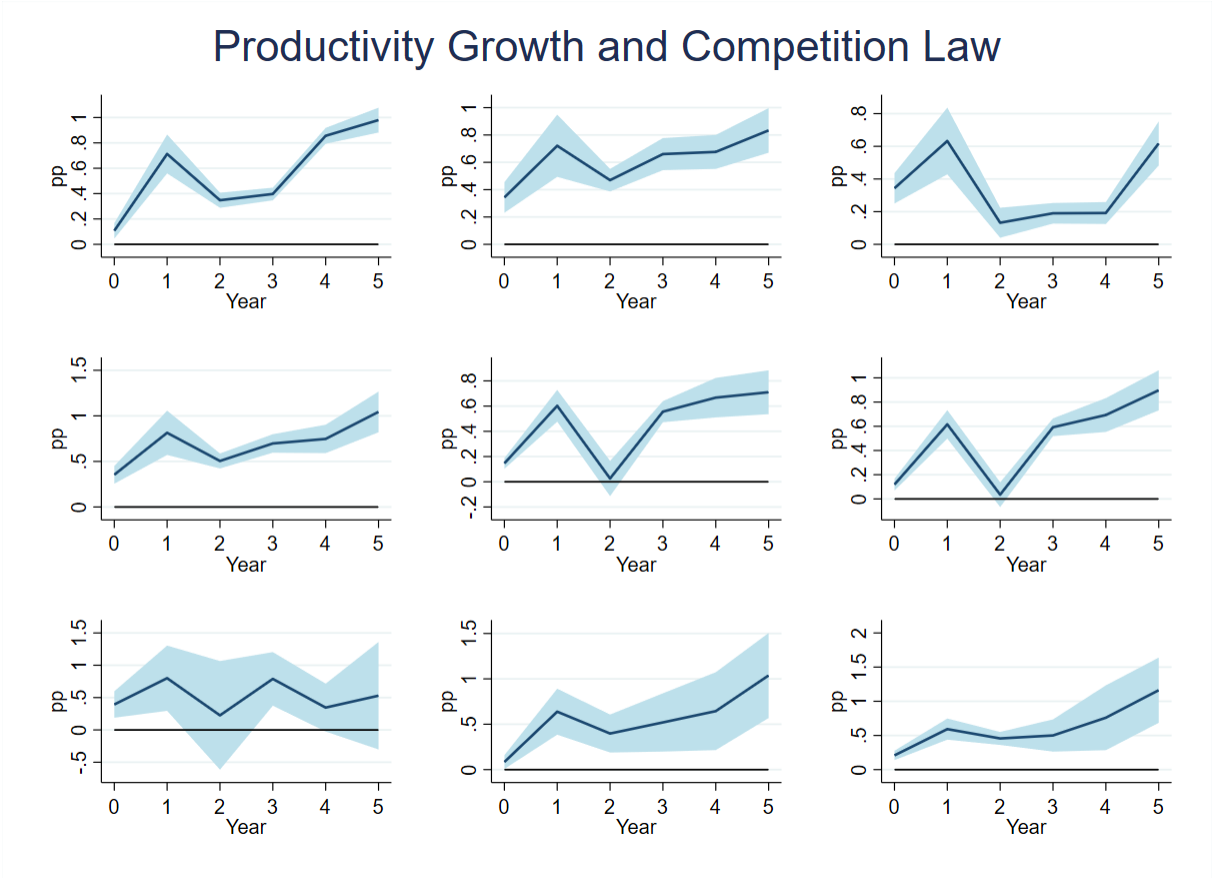 Productivity Growth and Competition Law
pp
0 .2 .4 .6 .8 1
0 1 2 3 4 5
Year
pp
0 .2 .4 .6 .8 1
0 1 2 3 4 5
Year
pp
0 .2 .4 .6 .8
0 1 2 3 4 5
Year
pp
0 .5 1 1.5
0 1 2 3 4 5
Year
pp
-.2 0 .2 .4 .6 .8
0 1 2 3 4 5
Year
pp
0 .2 .4 .6 .8 1
0 1 2 3 4 5
Year
pp
-.5 0 .5 1 1.5
0 1 2 3 4 5
Year
pp
0 .5 1 1.5
0 1 2 3 4 5
Year
pp
0 .5 1 1.5 2
0 1 2 3 4 5
Year